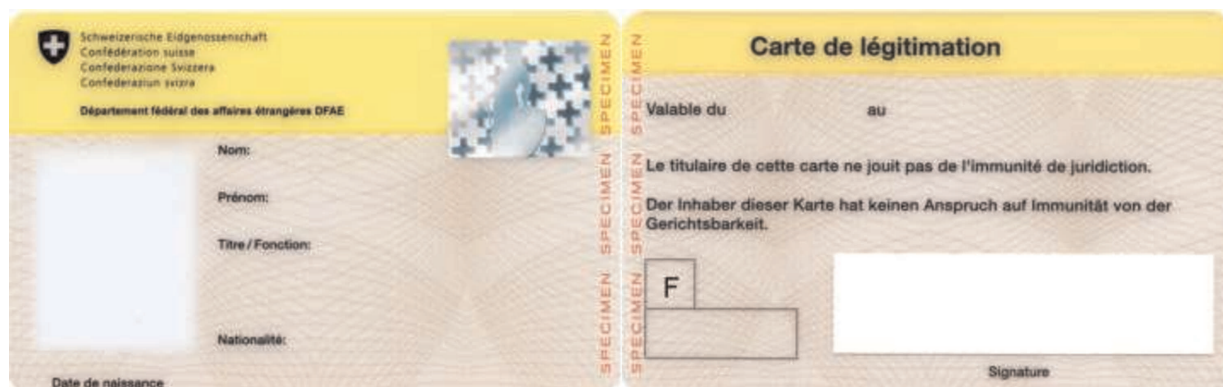 Schweizerische Eidgenossenschaft
Confédération suisse
Confederazione Svizzera
Confederaziun svizra
Département fédéral des affaires étrangères DFAE
Nom:
Prénom:
Titre / Fonction:
Nationalité:
Date de naissance
SPECIMEN SPECIMEN SPECIMEN
SPECIMEN SPECIMEN SPECIMEN
Carte de légitimation
Valable du au
Le titulaire de cette carte ne jouit pas de l'immunité de juridiction.
Der Inhaber dieser Karte hat keinen Anspruch auf Immunität von der
Gerichtsbarkeit.
F
Signature